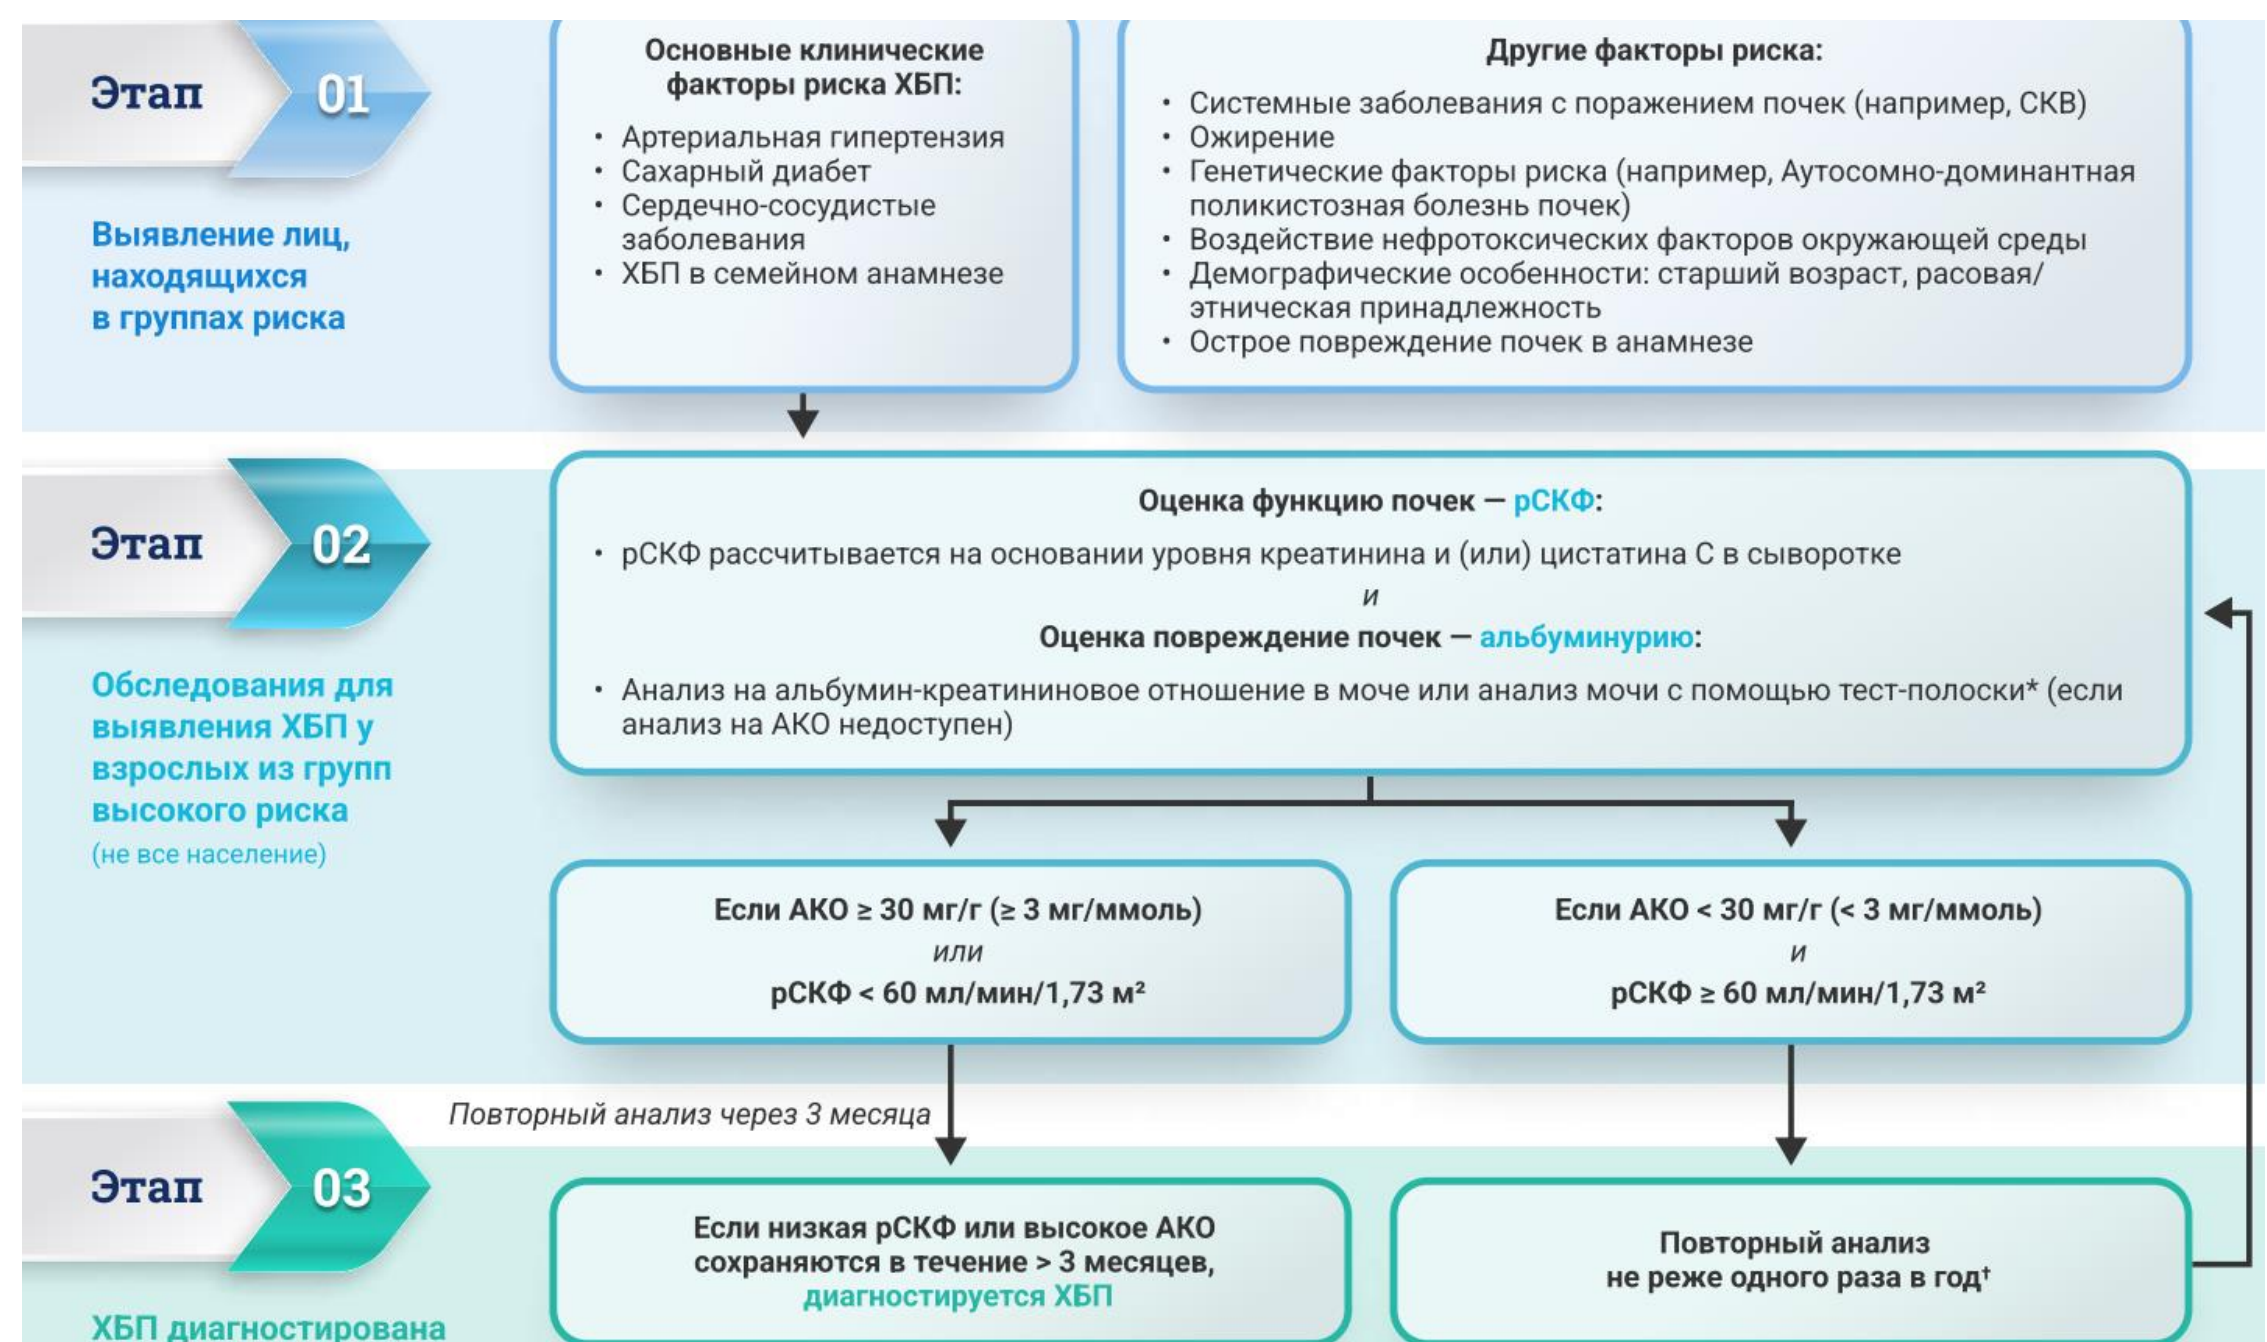 Этап 01
Выявление лиц,
находящихся
в группах риска
Основные клинические
факторы риска ХБП:
• Артериальная гипертензия
• Сахарный диабет
• Сердечно-сосудистые
заболевания
• ХБП в семейном анамнезе
Другие факторы риска:
• Системные заболевания с поражением почек (например, СКВ)
• Ожирение
• Генетические факторы риска (например, Аутосомно-доминантная
поликистозная болезнь почек)
• Воздействие нефротоксических факторов окружающей среды
• Демографические особенности: старший возраст, расовая/
этническая принадлежность
• Острое повреждение почек в анамнезе
Этап 02
Обследования для
выявления ХБП у
взрослых из групп
высокого риска
(не все население)
Оценка функцию почек — рСКФ:
• рСКФ рассчитывается на основании уровня креатинина и (или) цистатина С в сыворотке
и
Оценка повреждение почек — альбуминурию:
• Анализ на альбумин-креатининовое отношение в моче или анализ мочи с помощью тест-полоски* (если
анализ на АКО недоступен)
Если АКО ≥ 30 мг/г (≥ 3 мг/ммоль)
или
рСКФ < 60 мл/мин/1,73 м²
Если АКО < 30 мг/г (< 3 мг/ммоль)
и
рСКФ ≥ 60 мл/мин/1,73 м²
Повторный анализ через 3 месяца
Этап 03
ХБП диагностирована
Если низкая рСКФ или высокое АКО
сохраняются в течение > 3 месяцев,
диагностируется ХБП
Повторный анализ
не реже одного раза в год†